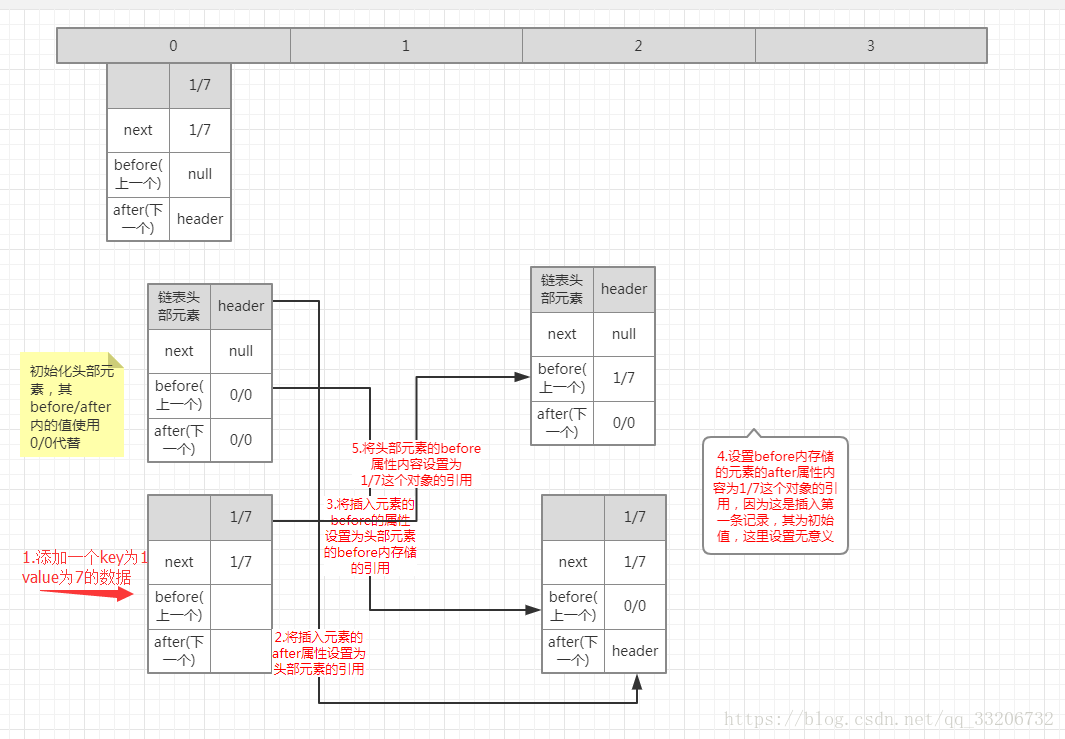 0 1 2 3
1/7
next 1/7
before(
上一个) null
after(下
一个) header
链表头
部元素 header
next null
before(
上一个) 0/0
after(下
一个) 0/0
初始化头部元
素，其
before/after
内的值使用
0/0代替
链表头
部元素 header
next null
before(
上一个) 1/7
after(下
一个) 0/0
5.将头部元素的before
属性内容设置为
1/7这个对象的引用
4.设置before内存储
的元素的after属性内
容为1/7这个对象的引
用，因为这是插入第
一条记录，其为初始
值，这里设置无意义
3.将插入元素的
before的属性
设置为头部元素
的before内存储
的引用
1.添加一个key为1
value为7的数据
1/7
next 1/7
before(
上一个)
after(下
一个)
2.将插入元素的
after属性设置为
头部元素的引用
1/7
next 1/7
before(
上一个) 0/0
after(下
一个) header
https://blog.csdn.net/qq_33206732